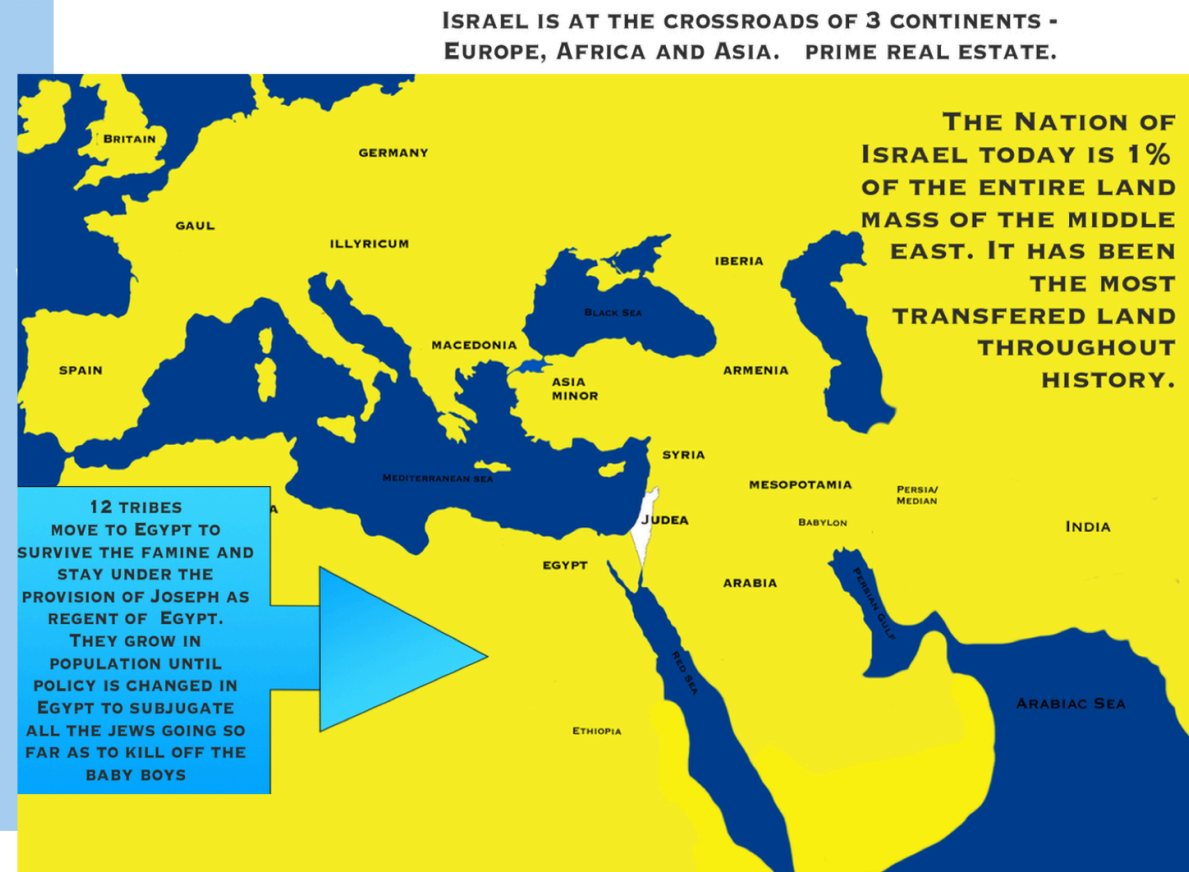 Israel is at the crossroads of 3 continents -
Europe, Africa and Asia. prime real estate.
The Nation of
Israel today is 1%
of the entire land
mass of the middle
east. It has been
the most
transfered land
throughout
history.
Britain
GERMANY
GAUL
ILLYRICUM
IBERIA
Black Sea
MACEDONIA
SPAIN
ARMENIA
ASIA
MINOR
SYRIA
Mediterranean sea
MESOPOTAMIA
Persia/
Median
Judea
Babylon
India
EGYPT
ARABIA
Persian Gulf
Red Sea
Arabiac Sea
Ethiopia
A
12 tribes
move to Egypt to
survive the famine and
stay under the
provision of Joseph as
regent of Egypt.
They grow in
population until
policy is changed in
Egypt to subjugate
all the jews going so
far as to kill off the
baby boys